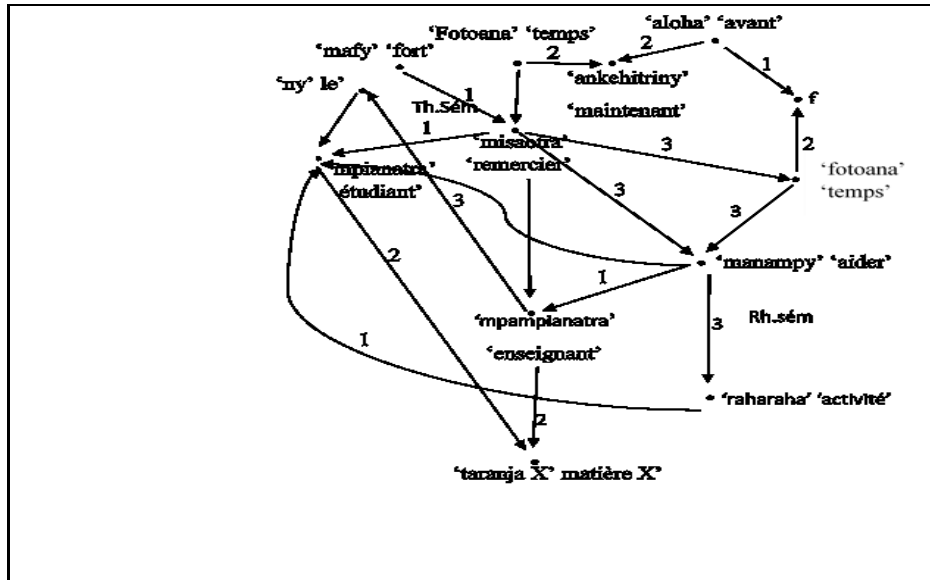 ‘aloha’ ‘avant’
‘Fotoana’ ‘temps’
‘mafy’ ‘fort’
2
2
‘ankehitriny’
1
‘ny’ le’
1
f
Th.Sém
‘maintenant’
1
‘misaotra’
3
2
‘remercier’
‘mpianatra’
‘fotoana’
étudiant’
‘temps’
3
3
3
2
‘manampy’ ‘aider’
1
‘mpampianatra’
Rh.sém
3
1
‘enseignant’
‘raharaha’ ‘activité’
2
‘taranja X’ matière X’